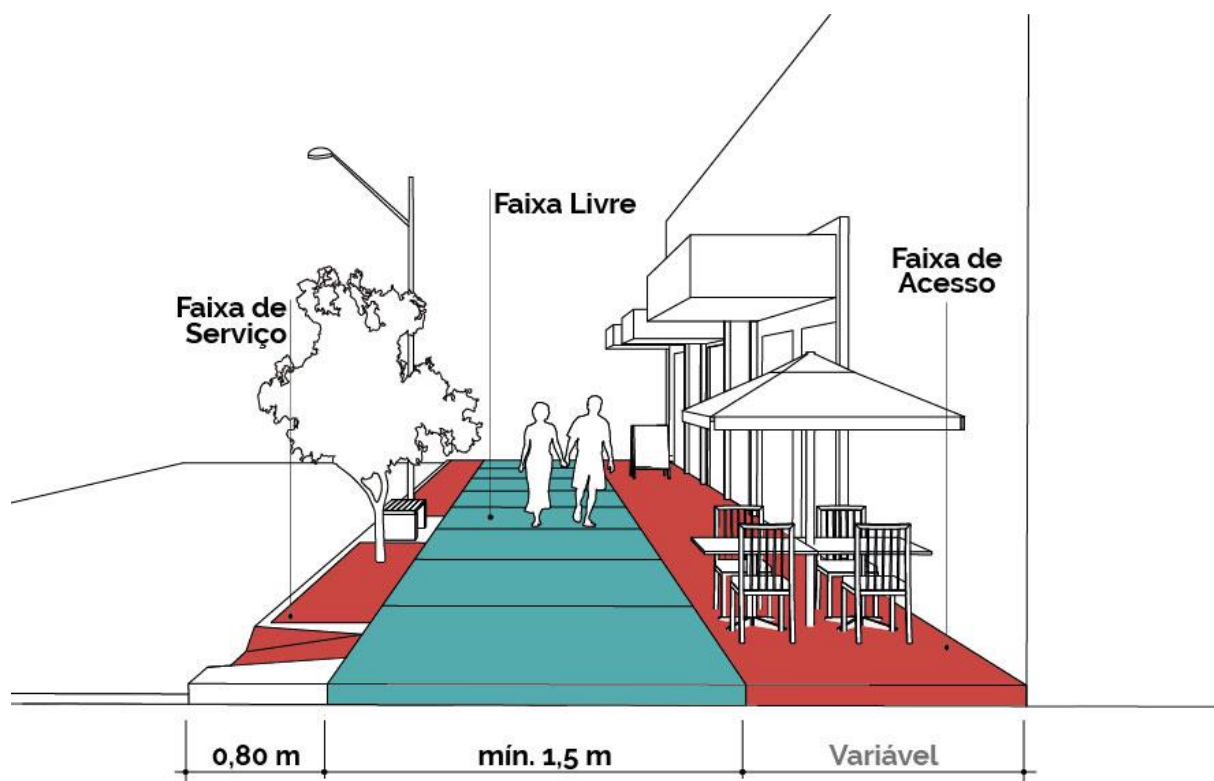 Faixa Livre
Faixa de
Acesso
Faixa de
Serviço
0,80 m
mín. 1,5 m
Variável